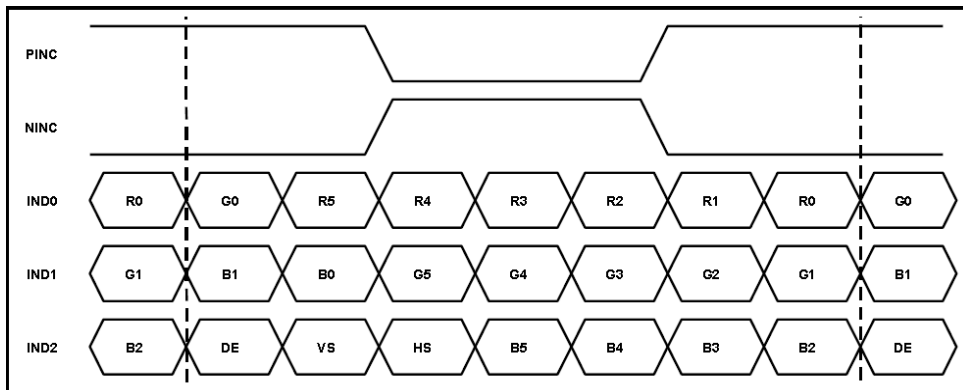 PINC
NINC
IND0 R0 G0 R5 R4 R3 R2 R1 R0 G0
IND1 G1 B1 B0 G5 G4 G3 G2 G1 B1
IND2 B2 DE VS HS B5 B4 B3 B2 DE